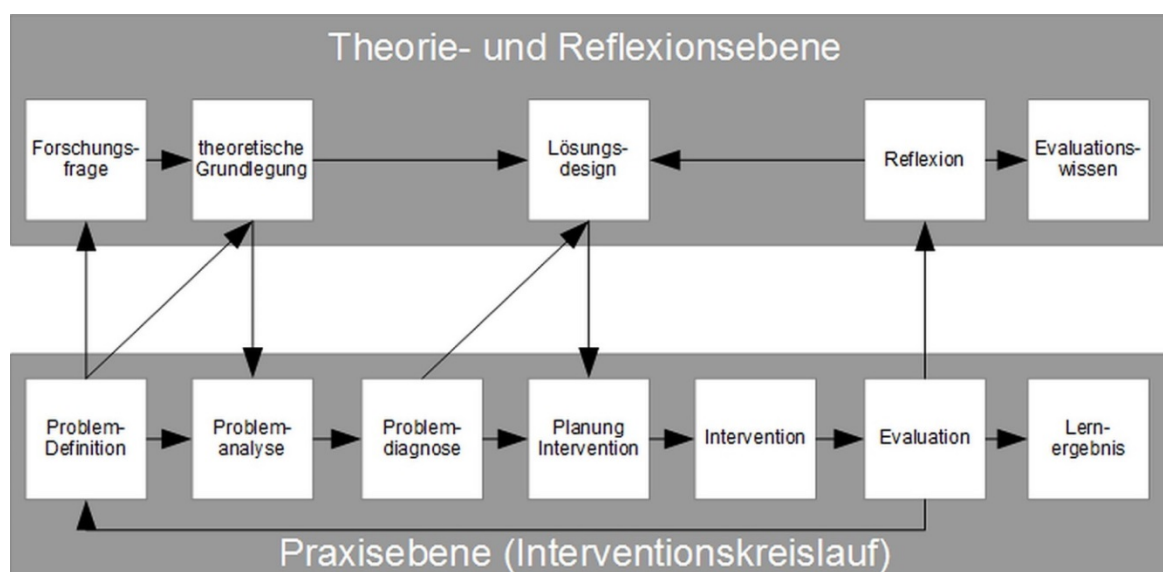 Theorie- und Reflexionsebene
Forschungs-
frage
theoretische
Grundlegung
Lösungs-
design
Reflexion
Evaluations-
wissen
Problem-
Definition
Problem-
analyse
Problem-
diagnose
Planung
Intervention
Intervention
Evaluation
Lern-
ergebnis
Praxisebene (Interventionskreislauf)